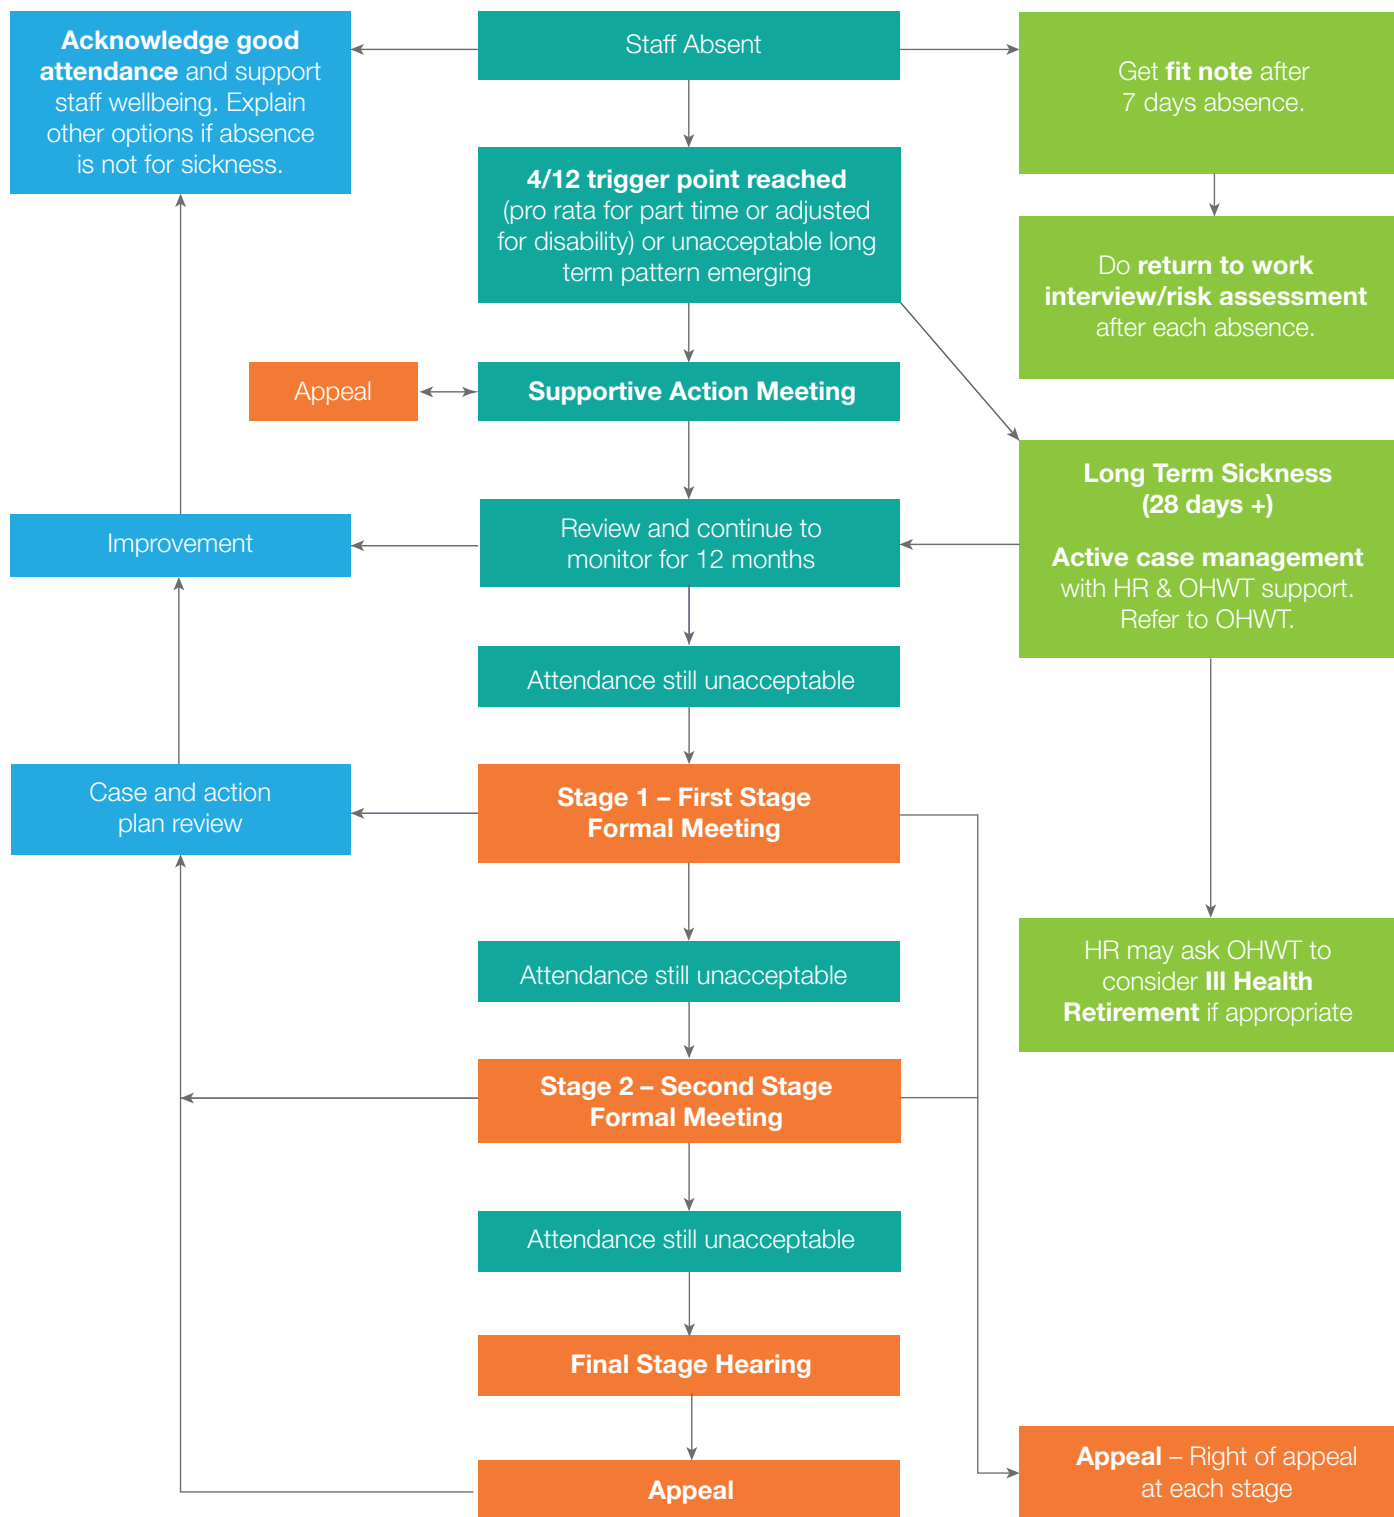 Acknowledge good
attendance and support
staff wellbeing. Explain
other options if absence
is not for sickness.
Staff Absent
Get fit note after
7 days absence.
4/12 trigger point reached
(pro rata for part time or adjusted
for disability) or unacceptable long
term pattern emerging
Do return to work
interview/risk assessment
after each absence.
Appeal
Supportive Action Meeting
Long Term Sickness
(28 days +)
Active case management
with HR & OHWT support.
Refer to OHWT.
Improvement
Review and continue to
monitor for 12 months
Attendance still unacceptable
Case and action
plan review
Stage 1 – First Stage
Formal Meeting
Attendance still unacceptable
HR may ask OHWT to
consider Ill Health
Retirement if appropriate
Stage 2 – Second Stage
Formal Meeting
Attendance still unacceptable
Final Stage Hearing
Appeal
Appeal – Right of appeal
at each stage